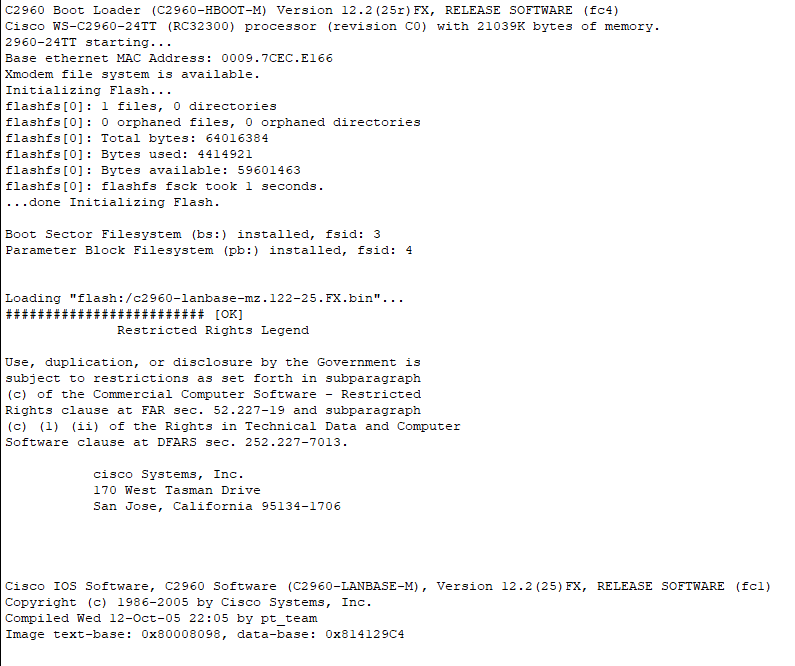 C2960 Boot Loader (C2960-HBOOT-M) Version 12.2(25r)FX, RELEASE SOFTWARE (fc4)
Cisco WS-C2960-24TT (RC32300) processor (revision C0) with 21039K bytes of memory.
2960-24TT starting...
Base ethernet MAC Address: 0009.7CEC.E166
Xmodem file system is available.
Initializing Flash...
flashfs[0]: 1 files, 0 directories
flashfs[0]: 0 orphaned files, 0 orphaned directories
flashfs[0]: Total bytes: 64016384
flashfs[0]: Bytes used: 4414921
flashfs[0]: Bytes available: 59601463
flashfs[0]: flashfs fsck took 1 seconds.
...done Initializing Flash.
Boot Sector Filesystem (bs:) installed, fsid: 3
Parameter Block Filesystem (pb:) installed, fsid: 4
Loading "flash:/c2960-lanbase-mz.122-25.FX.bin"...
######################### [OK]
Restricted Rights Legend
Use, duplication, or disclosure by the Government is
subject to restrictions as set forth in subparagraph
(c) of the Commercial Computer Software - Restricted
Rights clause at FAR sec. 52.227-19 and subparagraph
(c) (1) (ii) of the Rights in Technical Data and Computer
Software clause at DFARS sec. 252.227-7013.
cisco Systems, Inc.
170 West Tasman Drive
San Jose, California 95134-1706
Cisco IOS Software, C2960 Software (C2960-LANBASE-M), Version 12.2(25)FX, RELEASE SOFTWARE (fc1)
Copyright (c) 1986-2005 by Cisco Systems, Inc.
Compiled Wed 12-Oct-05 22:05 by pt_team
Image text-base: 0x80008098, data-base: 0x814129C4